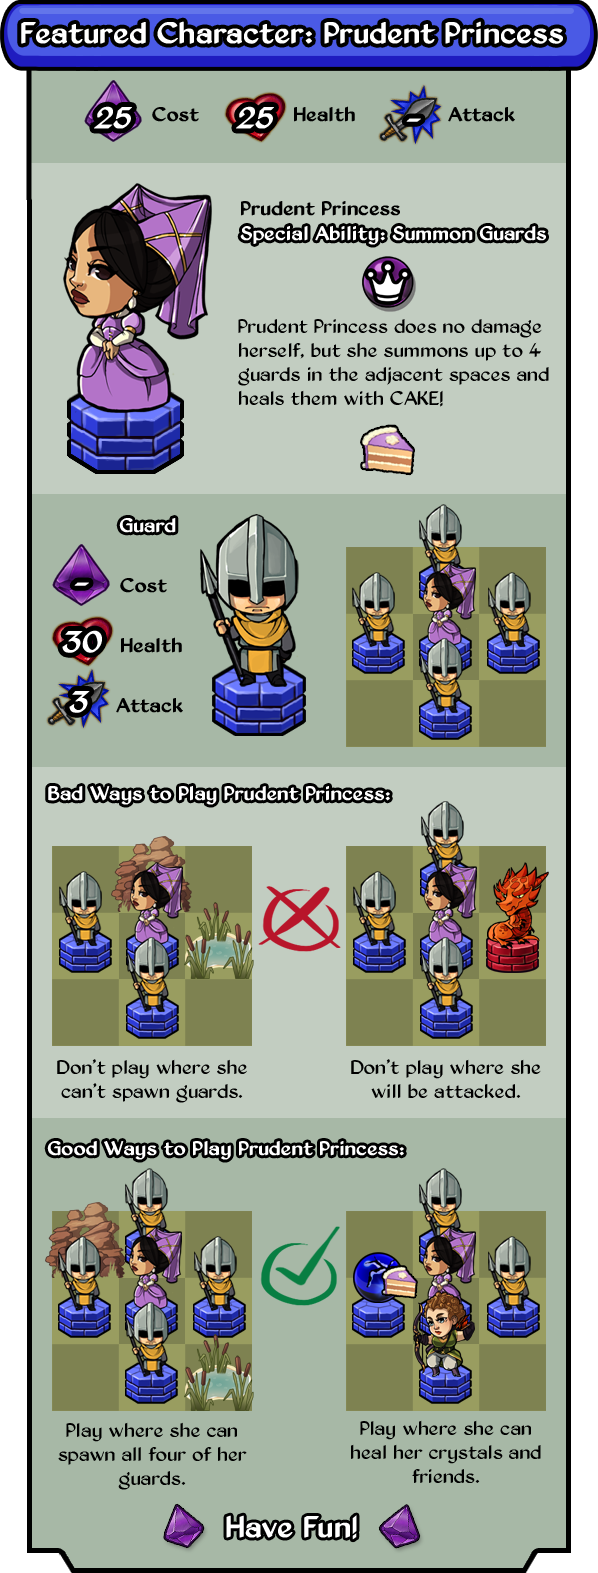 Featured Character: Prudent Princess
25 Cost 25 Health - Attack
Prudent Princess
Special Ability: Summon Guards
Prudent Princess does no damage
herself, but she summons up to 4
guards in the adjacent spaces and
heals them with CAKE!
Guard
- Cost
30 Health
3 Attack
Bad Ways to Play Prudent Princess:
Don't play where she
can't spawn guards.
Don't play where she
will be attacked.
Good Ways to Play Prudent Princess:
Play where she can
spawn all four of her
guards.
Play where she can
heal her crystals and
friends.
Have Fun!